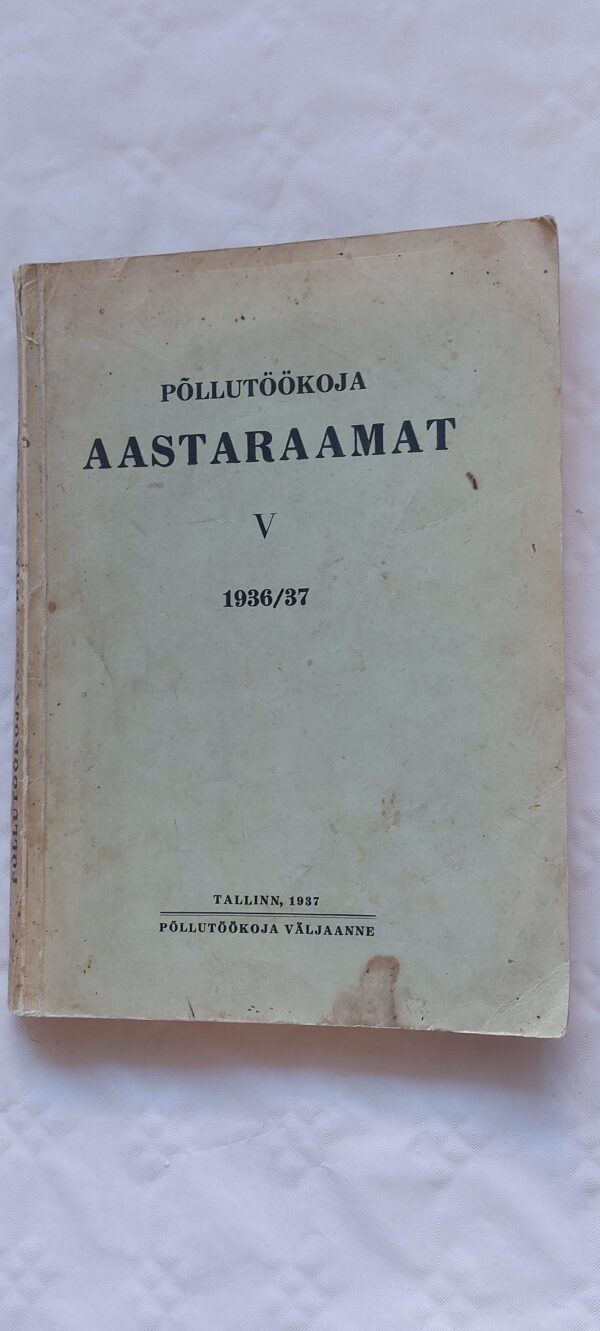 PÕLLUTÖÖKOJA
AASTARAAMAT
V
1936/37
TALLINN, 1937
PÕLLUTÖÖKOJA VÄLJAANNE
PÕLLUTÖÖKOJA